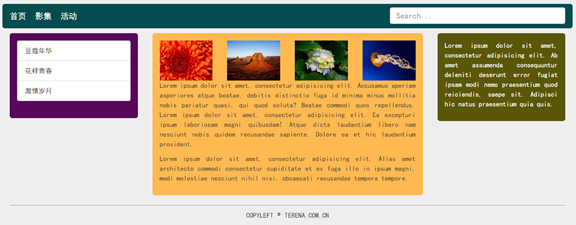 首页 影集 活动
Search...
豆蔻年华
花样青春
激情岁月
Lorem ipsum dolor sit amet, consectetur adipisicing elit. Accusamus aperiam
asperiores atque beatae, debitis distinctio fuga id minima minus mollitia
nobis pariatur quasi, qui quod soluta? Beatae commodi quos repellendus.
Lorem ipsum dolor sit amet, consectetur adipisicing elit. Ea excepturi
ipsum laboriosam magni quibusdam! Atque dicta laudantium libero nam
nesciunt nobis quidem recusandae sapiente. Dolore ea et hic laudantium
provident.
Lorem ipsum dolor sit amet, consectetur adipisicing elit. Alias amet
architecto commodi consectetur cupiditate et ex fuga illo in ipsum magni,
modi molestiae nesciunt nihil nisi, obcaecati recusandae tempora tempore.
Lorem ipsum dolor sit amet,
consectetur adipisicing elit. Ab
amet assumenda consequuntur
deleniti deserunt error fugiat
ipsam modi nemo praesentium quod
reiciendis, saepe sit. Adipisci
hic natus praesentium quia quis.
COPYLEFT © TERENA.COM.CN